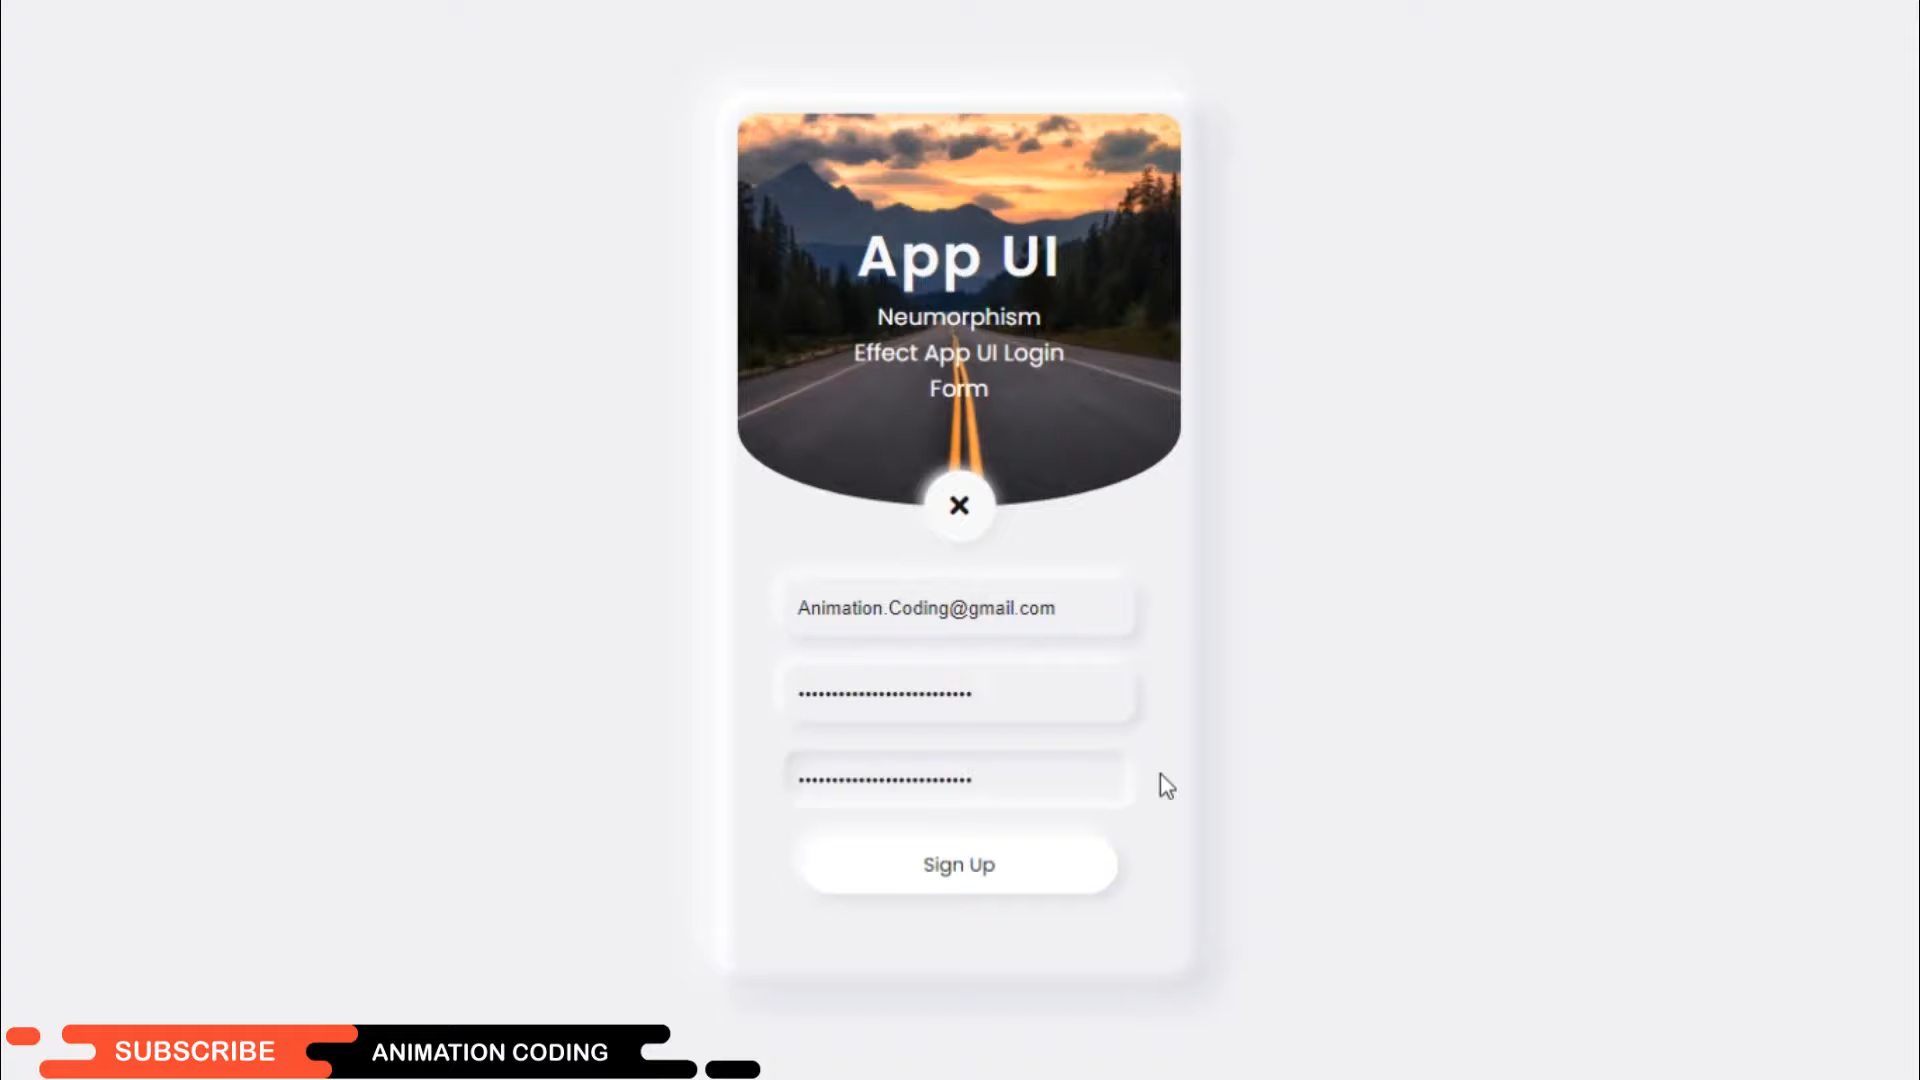 App UI
Neumorphism
Effect App UI Login
Form
Animation.Coding@gmail.com
Sign Up
SUBSCRIBE
ANIMATION CODING